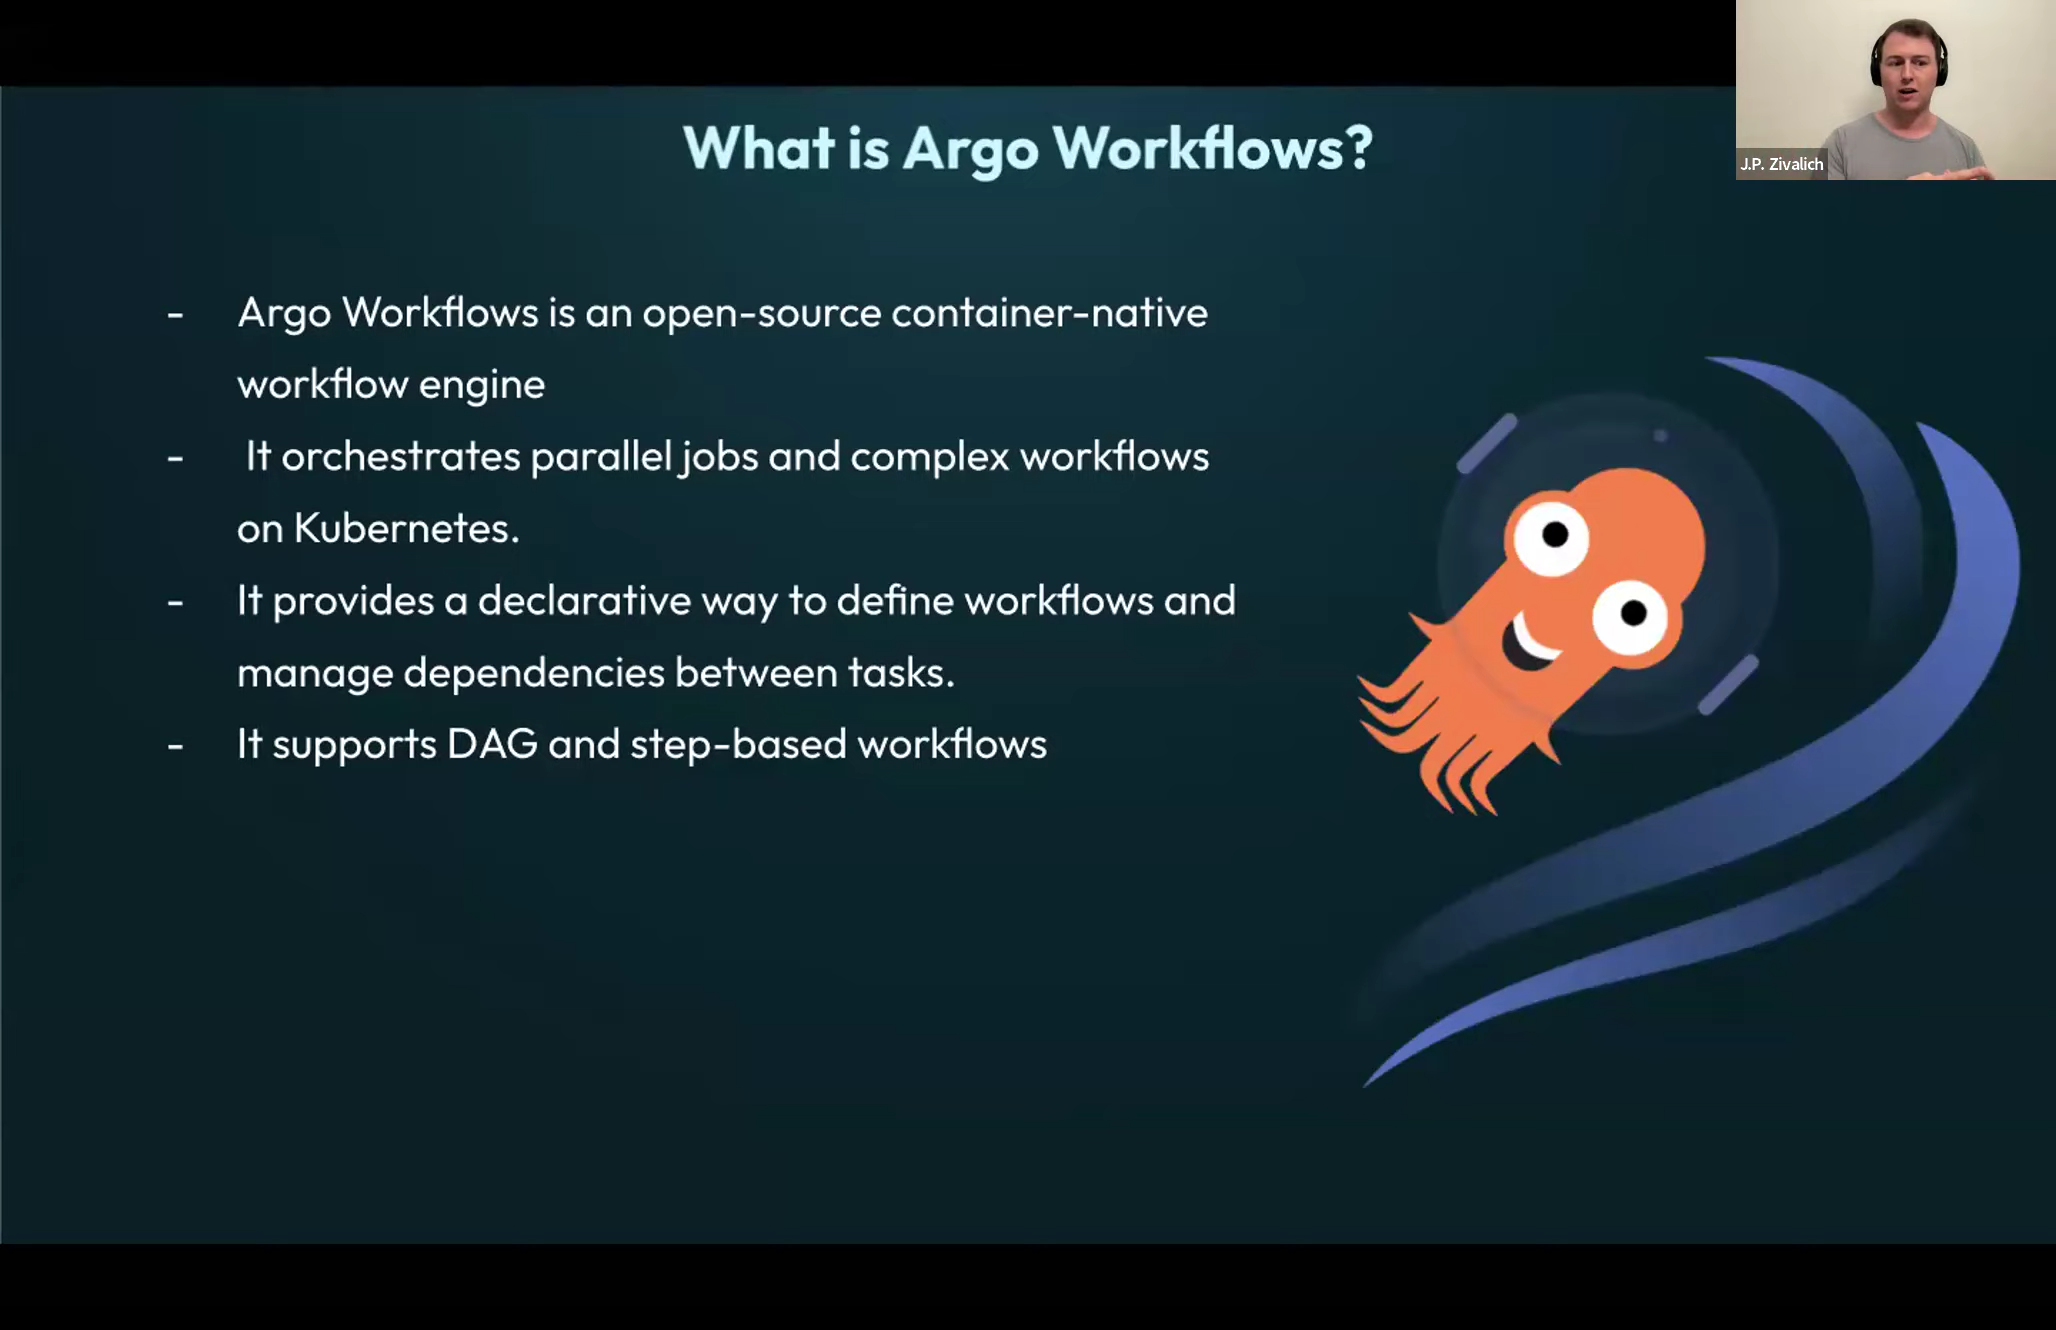 What is Argo Workflows?
J.P. Zivalich
- Argo Workflows is an open-source container-native
workflow engine
- It orchestrates parallel jobs and complex workflows
on Kubernetes.
- It provides a declarative way to define workflows and
manage dependencies between tasks.
- It supports DAG and step-based workflows